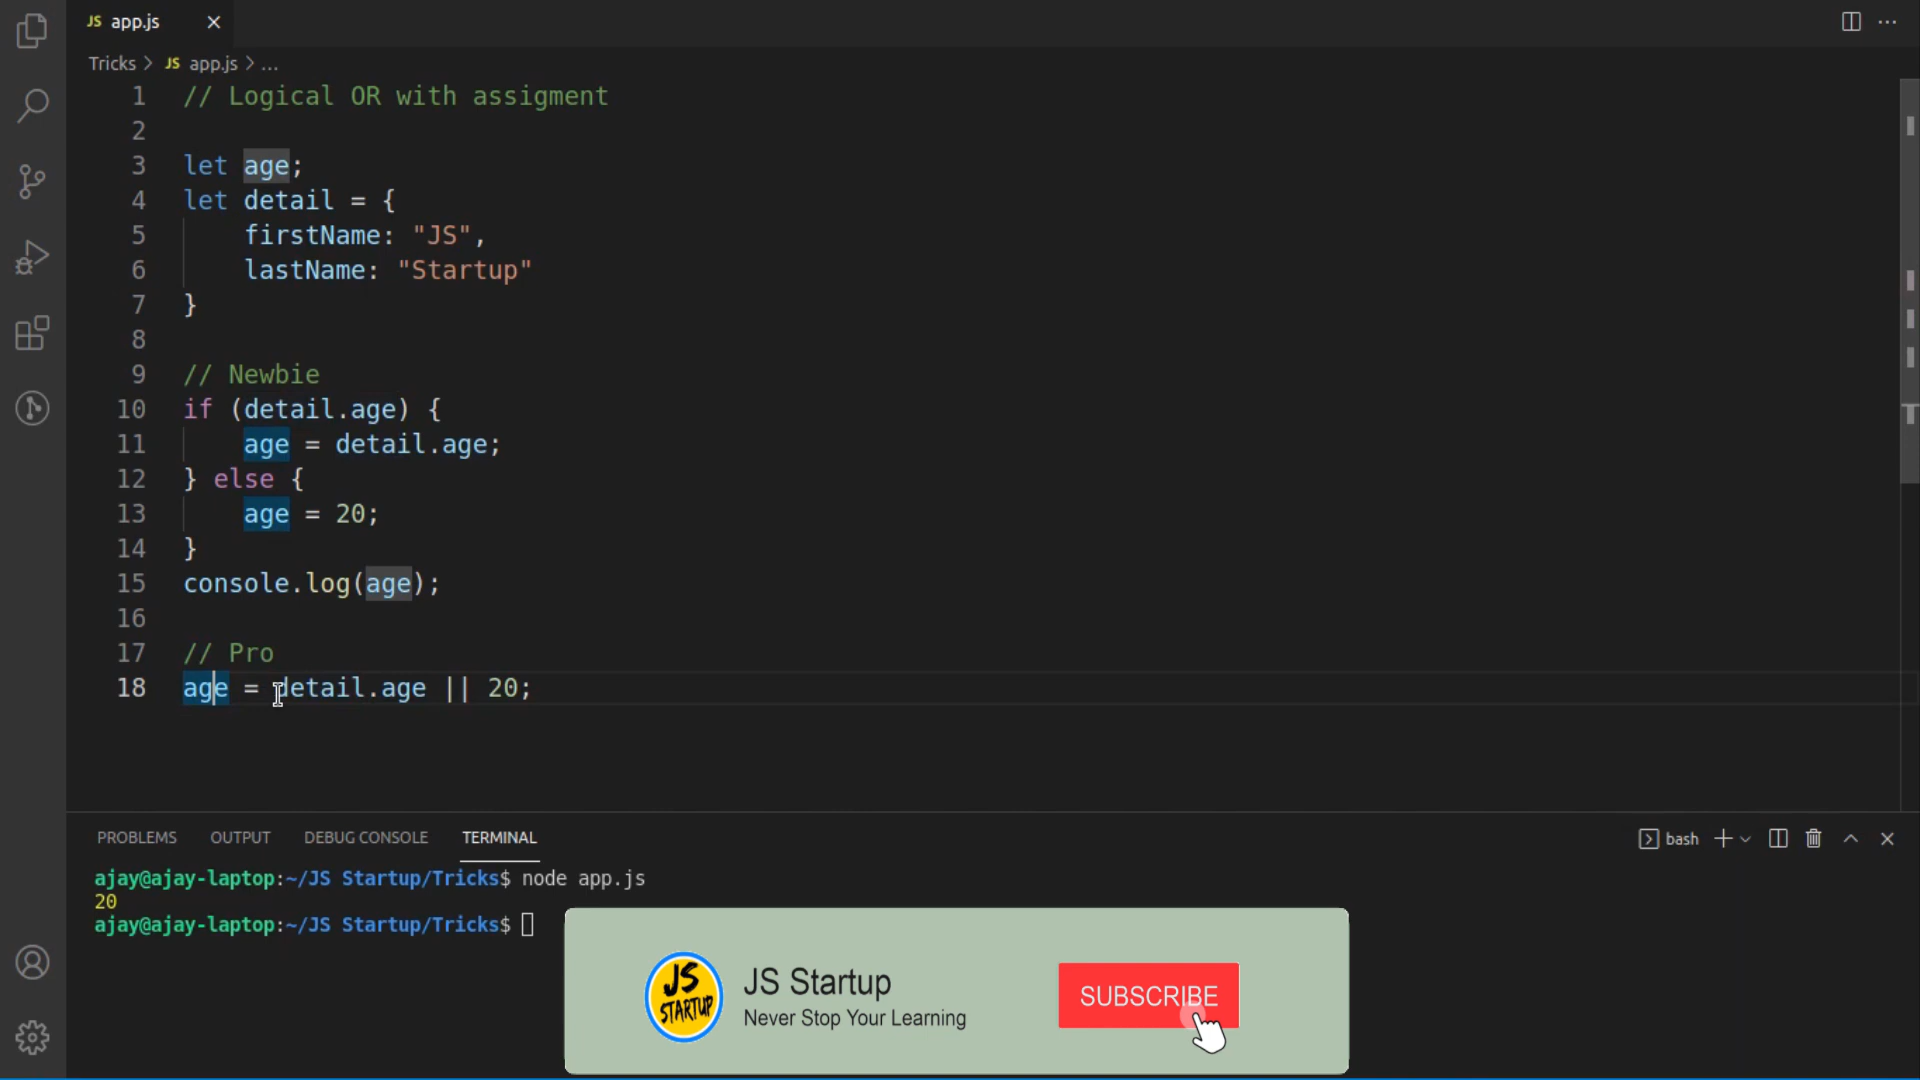 JS app.js
Tricks > JS app.js > ...
1 // Logical OR with assigment
2
3 let age;
4 let detail = {
5 firstName: "JS",
6 lastName: "Startup"
7 }
8
9 // Newbie
10 if (detail.age) {
11 age = detail.age;
12 } else {
13 age = 20;
14 }
15 console.log(age);
16
17 // Pro
18 age = detail.age || 20;
PROBLEMS OUTPUT DEBUG CONSOLE TERMINAL bash
ajay@ajay-laptop:~/JS Startup/Tricks$ node app.js
20
ajay@ajay-laptop:~/JS Startup/Tricks$
JS
STARTUP
JS Startup
Never Stop Your Learning
SUBSCRIBE